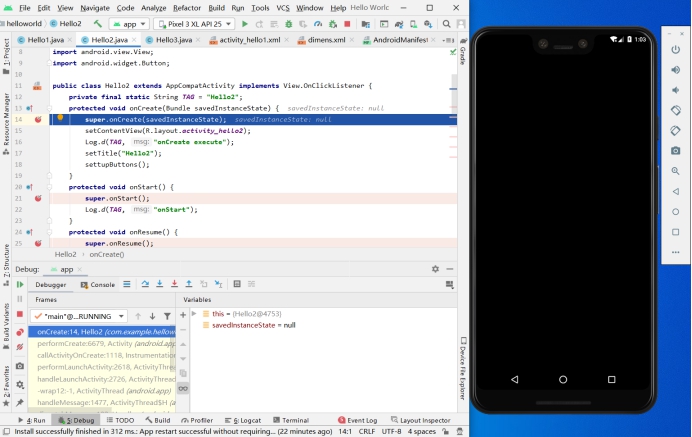 File Edit View Navigate Code Analyze Refactor Build Run Tools VCS Window Help Hello Worlc
helloworld Hello2 app Pixel 3 XL API 25
Hello1.java Hello2.java Hello3.java activity_hello1.xml dimens.xml AndroidManifest
8 import android.view.View;
9 import android.widget.Button;
10
11 public class Hello2 extends AppCompatActivity implements View.OnClickListener {
12 private final static String TAG = "Hello2";
13 protected void onCreate(Bundle savedInstanceState) { savedInstanceState: null
14 super.onCreate(savedInstanceState); savedInstanceState: null
15 setContentView(R.layout.activity_hello2);
16 Log.d(TAG, msg: "onCreate execute");
17 setTitle("Hello2");
18 settupButtons();
19 }
20 protected void onStart() {
21 super.onStart();
22 Log.d(TAG, msg: "onStart");
23 }
24 protected void onResume() {
25 super.onResume();
Hello2 › onCreate()
1: Project
Resource Manager
Z: Structure
Build Variants
2: Favorites
Gradle
Device File Explorer
Debug: app
Debugger Console
Frames
Variables
"main"@...RUNNING
onCreate:14, Hello2 (com.example.hellow
performCreate:6679, Activity (android.app)
callActivityOnCreate:1118, Instrumentation
performLaunchActivity:2618, ActivityThre
handleLaunchActivity:2726, ActivityThread
-wrap12:-1, ActivityThread (android.app)
handleMessage:1477, ActivityThread$H (a
this = {Hello2@4753}
savedInstanceState = null
4: Run 5: Debug TODO Build Profiler 6: Logcat Terminal Event Log Layout Inspector
Install successfully finished in 312 ms.: App restart successful without requiring... (22 minutes ago) 14:1 CRLF UTF-8 4 spaces
1:03